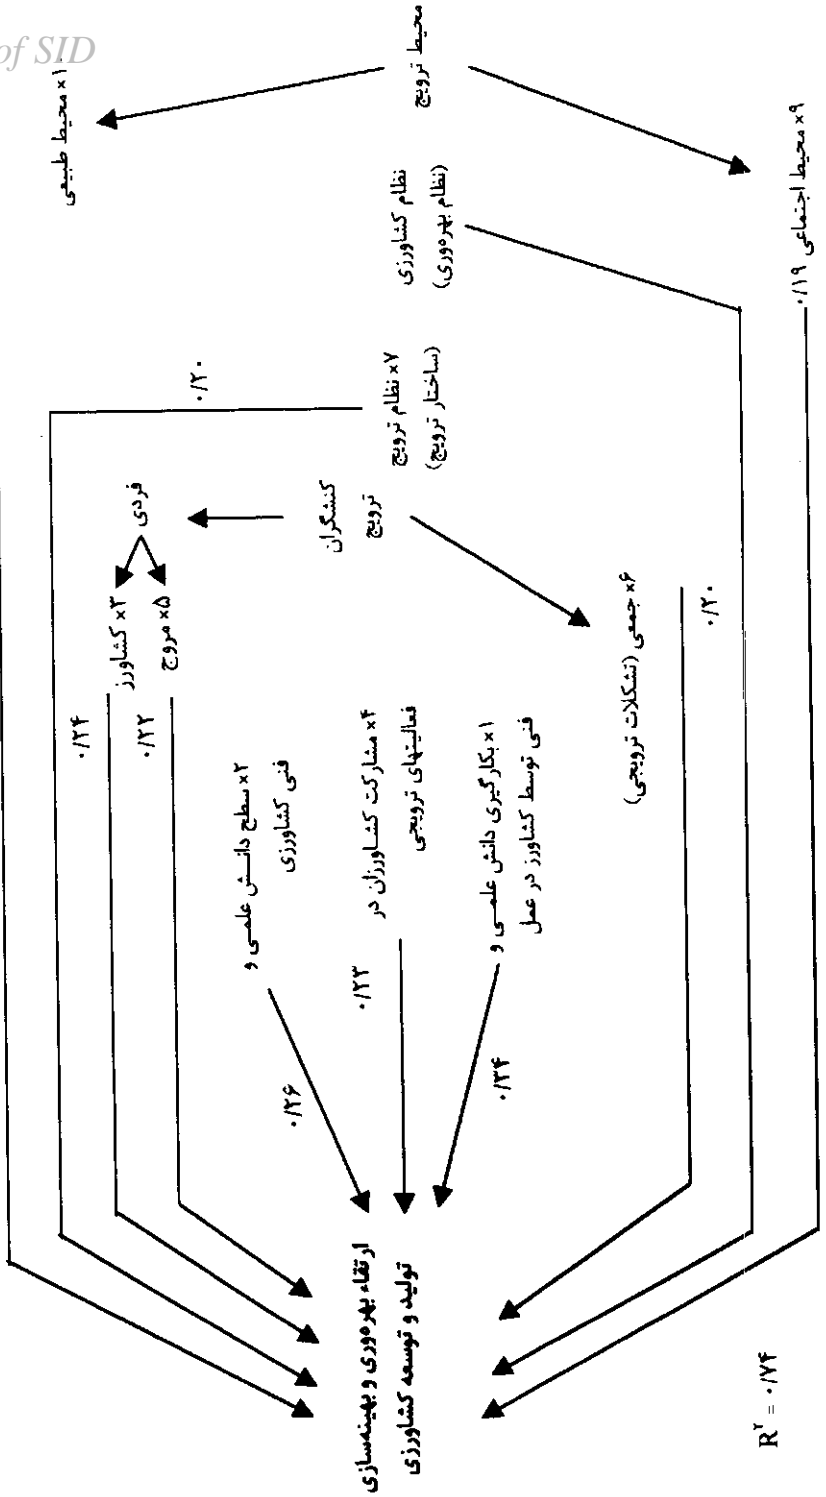 of SID
محیط ترویج
x۱۰ محیط طبیعی
x۹ محیط اجتماعی ۰/۱۹
نظام کشاورزی
(نظام بهره‌وری)
x۷ نظام ترویج
(ساختار ترویج)
۰/۲۰
کنشگران
ترویج
فردی
x۳ کشاورز
x۵ مروج
x۶ جمعی (تشکلات ترویجی)
۰/۲۴
۰/۲۲
۰/۲۰
x۲ سطح دانش علمی و
فنی کشاورزی
x۴ مشارکت کشاورزان در
فعالیتهای ترویجی
x۱ بکارگیری دانش علمی و
فنی توسط کشاورز در عمل
۰/۲۶
۰/۲۳
۰/۳۴
ارتقاء بهره‌وری و بهینه‌سازی
تولید و توسعه کشاورزی
R۲ = ۰/۷۴